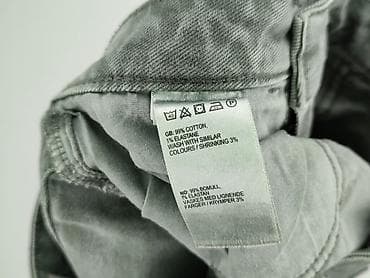 GB: 99% COTTON,
1% ELASTANE
WASH WITH SIMILAR
COLOURS / SHRINKING 3%
NO: 99% BOMULL,
1% ELASTAN
VASKES MED LIGNENDE
FARGER / KRYMPER 3%